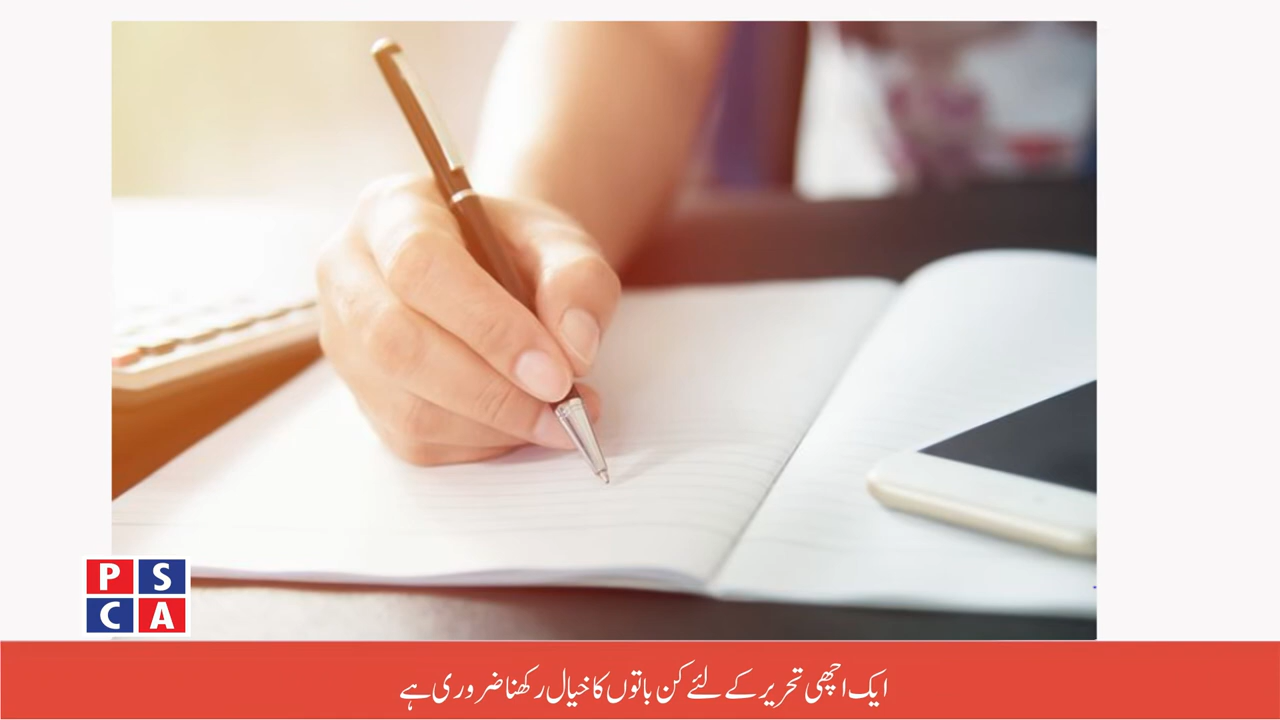 P S
C A
ایک اچھی تحریر کے لئے کن باتوں کا خیال رکھنا ضروری ہے